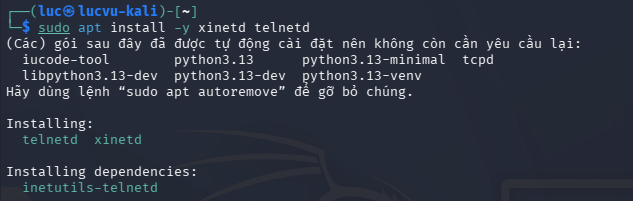 ┌──(luc㉿lucvu-kali)-[~]
└─$ sudo apt install -y xinetd telnetd
(Các) gói sau đây đã được tự động cài đặt nên không còn cần yêu cầu lại:
  iucode-tool        python3.13      python3.13-minimal  tcpd
  libpython3.13-dev  python3.13-dev  python3.13-venv
Hãy dùng lệnh “sudo apt autoremove” để gỡ bỏ chúng.

Installing:
  telnetd  xinetd

Installing dependencies:
  inetutils-telnetd